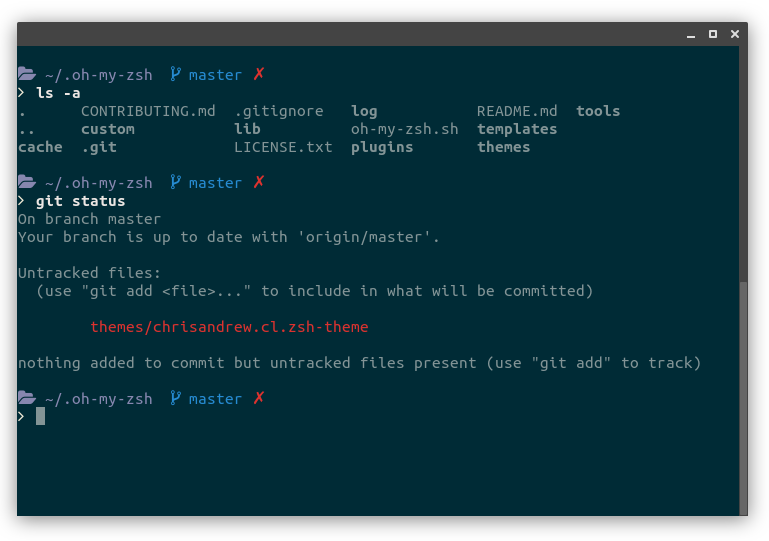 ~/.oh-my-zsh master ✗
> ls -a
. CONTRIBUTING.md .gitignore log README.md tools
.. custom lib oh-my-zsh.sh templates
cache .git LICENSE.txt plugins themes
~/.oh-my-zsh master ✗
> git status
On branch master
Your branch is up to date with 'origin/master'.
Untracked files:
(use "git add <file>..." to include in what will be committed)
themes/chrisandrew.cl.zsh-theme
nothing added to commit but untracked files present (use "git add" to track)
~/.oh-my-zsh master ✗
>